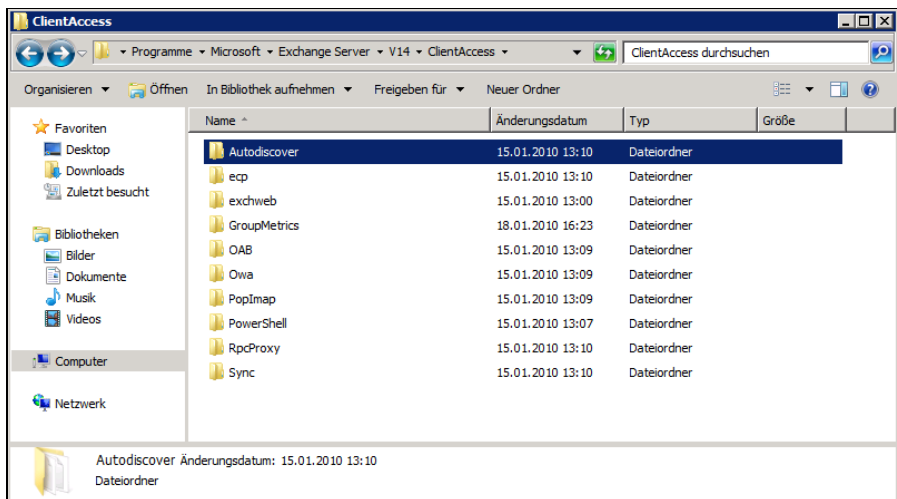 ClientAccess
Programme Microsoft Exchange Server V14 ClientAccess ClientAccess durchsuchen
Organisieren Öffnen In Bibliothek aufnehmen Freigeben für Neuer Ordner
Favoriten
Desktop
Downloads
Zuletzt besucht
Bibliotheken
Bilder
Dokumente
Musik
Videos
Computer
Netzwerk
Name Änderungsdatum Typ Größe
Autodiscover 15.01.2010 13:10 Dateiordner
ecp 15.01.2010 13:10 Dateiordner
exchweb 15.01.2010 13:00 Dateiordner
GroupMetrics 18.01.2010 16:23 Dateiordner
OAB 15.01.2010 13:09 Dateiordner
Owa 15.01.2010 13:09 Dateiordner
PopImap 15.01.2010 13:09 Dateiordner
PowerShell 15.01.2010 13:07 Dateiordner
RpcProxy 15.01.2010 13:10 Dateiordner
Sync 15.01.2010 13:10 Dateiordner
Autodiscover Änderungsdatum: 15.01.2010 13:10
Dateiordner